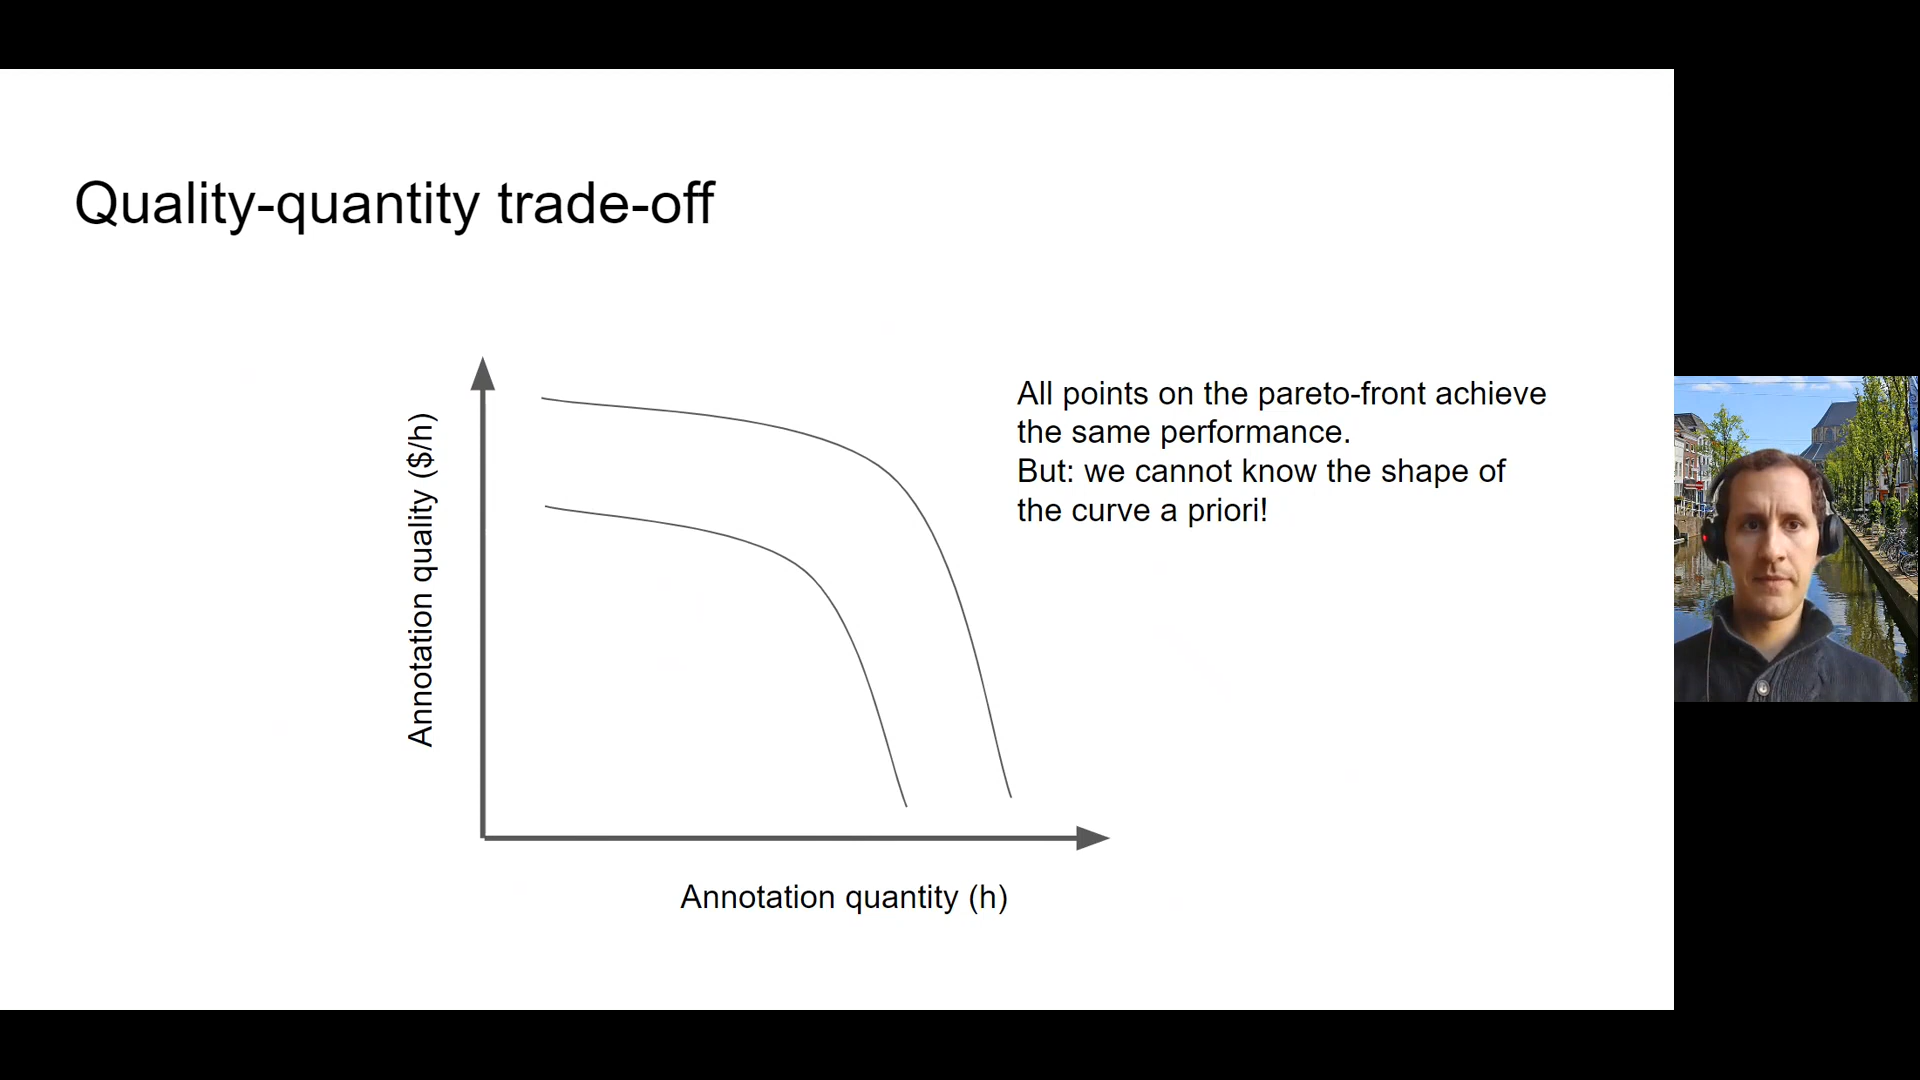 Quality-quantity trade-off
Annotation quality ($/h)
All points on the pareto-front achieve
the same performance.
But: we cannot know the shape of
the curve a priori!
Annotation quantity (h)